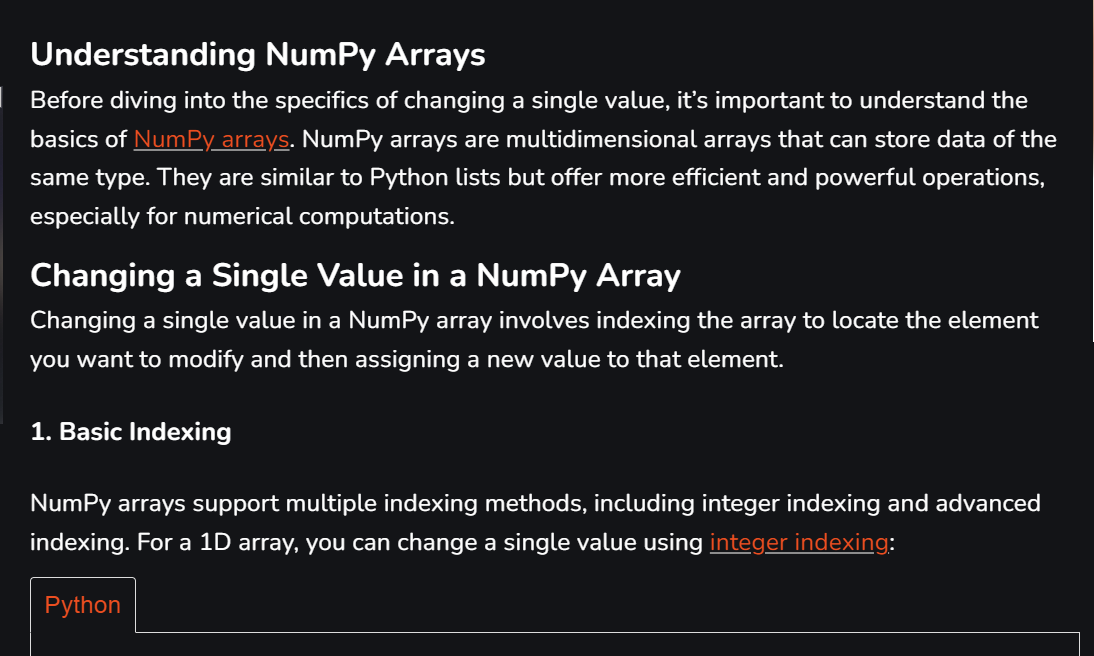 Understanding NumPy Arrays
Before diving into the specifics of changing a single value, it’s important to understand the
basics of NumPy arrays. NumPy arrays are multidimensional arrays that can store data of the
same type. They are similar to Python lists but offer more efficient and powerful operations,
especially for numerical computations.
Changing a Single Value in a NumPy Array
Changing a single value in a NumPy array involves indexing the array to locate the element
you want to modify and then assigning a new value to that element.
1. Basic Indexing
NumPy arrays support multiple indexing methods, including integer indexing and advanced
indexing. For a 1D array, you can change a single value using integer indexing:
Python